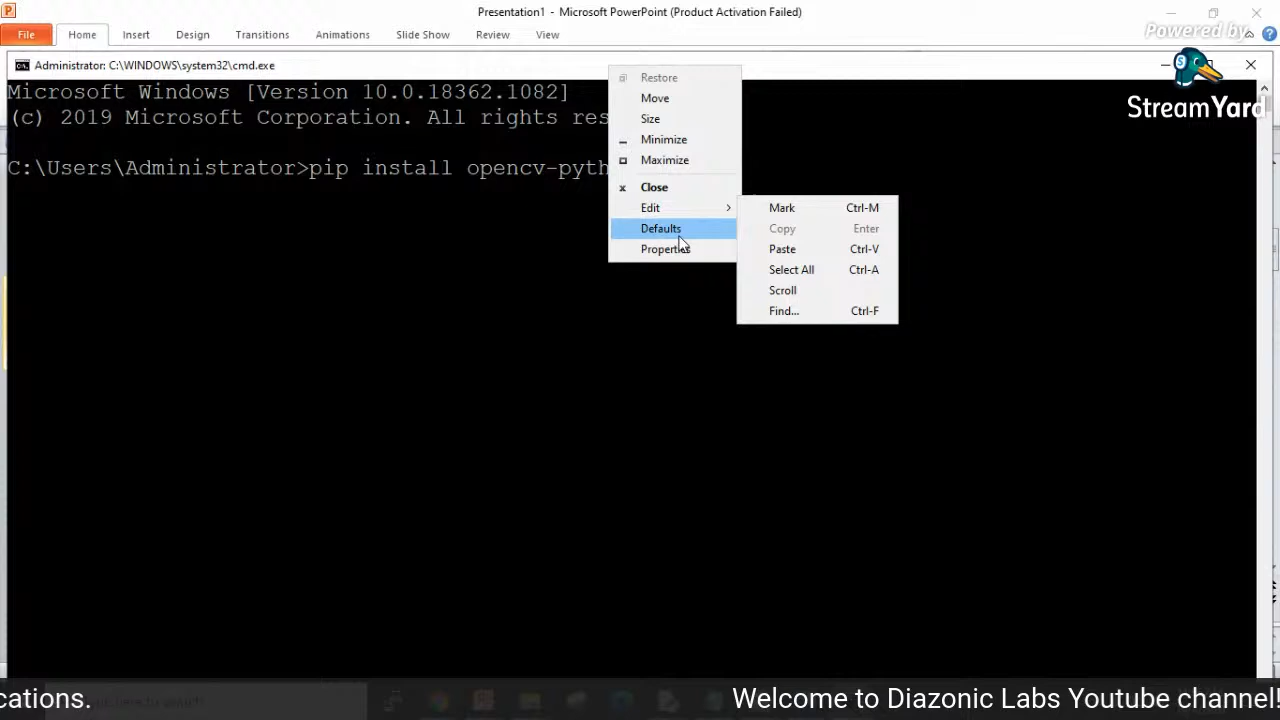 Presentation1 - Microsoft PowerPoint (Product Activation Failed)
File Home Insert Design Transitions Animations Slide Show Review View
Powered by
StreamYard
Administrator: C:\WINDOWS\system32\cmd.exe
Microsoft Windows [Version 10.0.18362.1082]
(c) 2019 Microsoft Corporation. All rights res
C:\Users\Administrator>pip install opencv-pyth
Restore
Move
Size
Minimize
Maximize
Close
Edit
Defaults
Properties
Mark Ctrl-M
Copy Enter
Paste Ctrl-V
Select All Ctrl-A
Scroll
Find... Ctrl-F
cations. Welcome to Diazonic Labs Youtube channel!